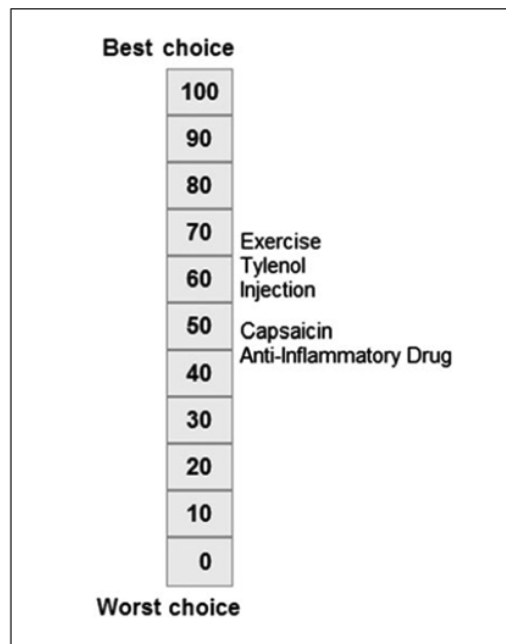 Best choice
100
90
80
70
Exercise
Tylenol
60
Injection
50
Capsaicin
Anti-Inflammatory Drug
40
30
20
10
0
Worst choice